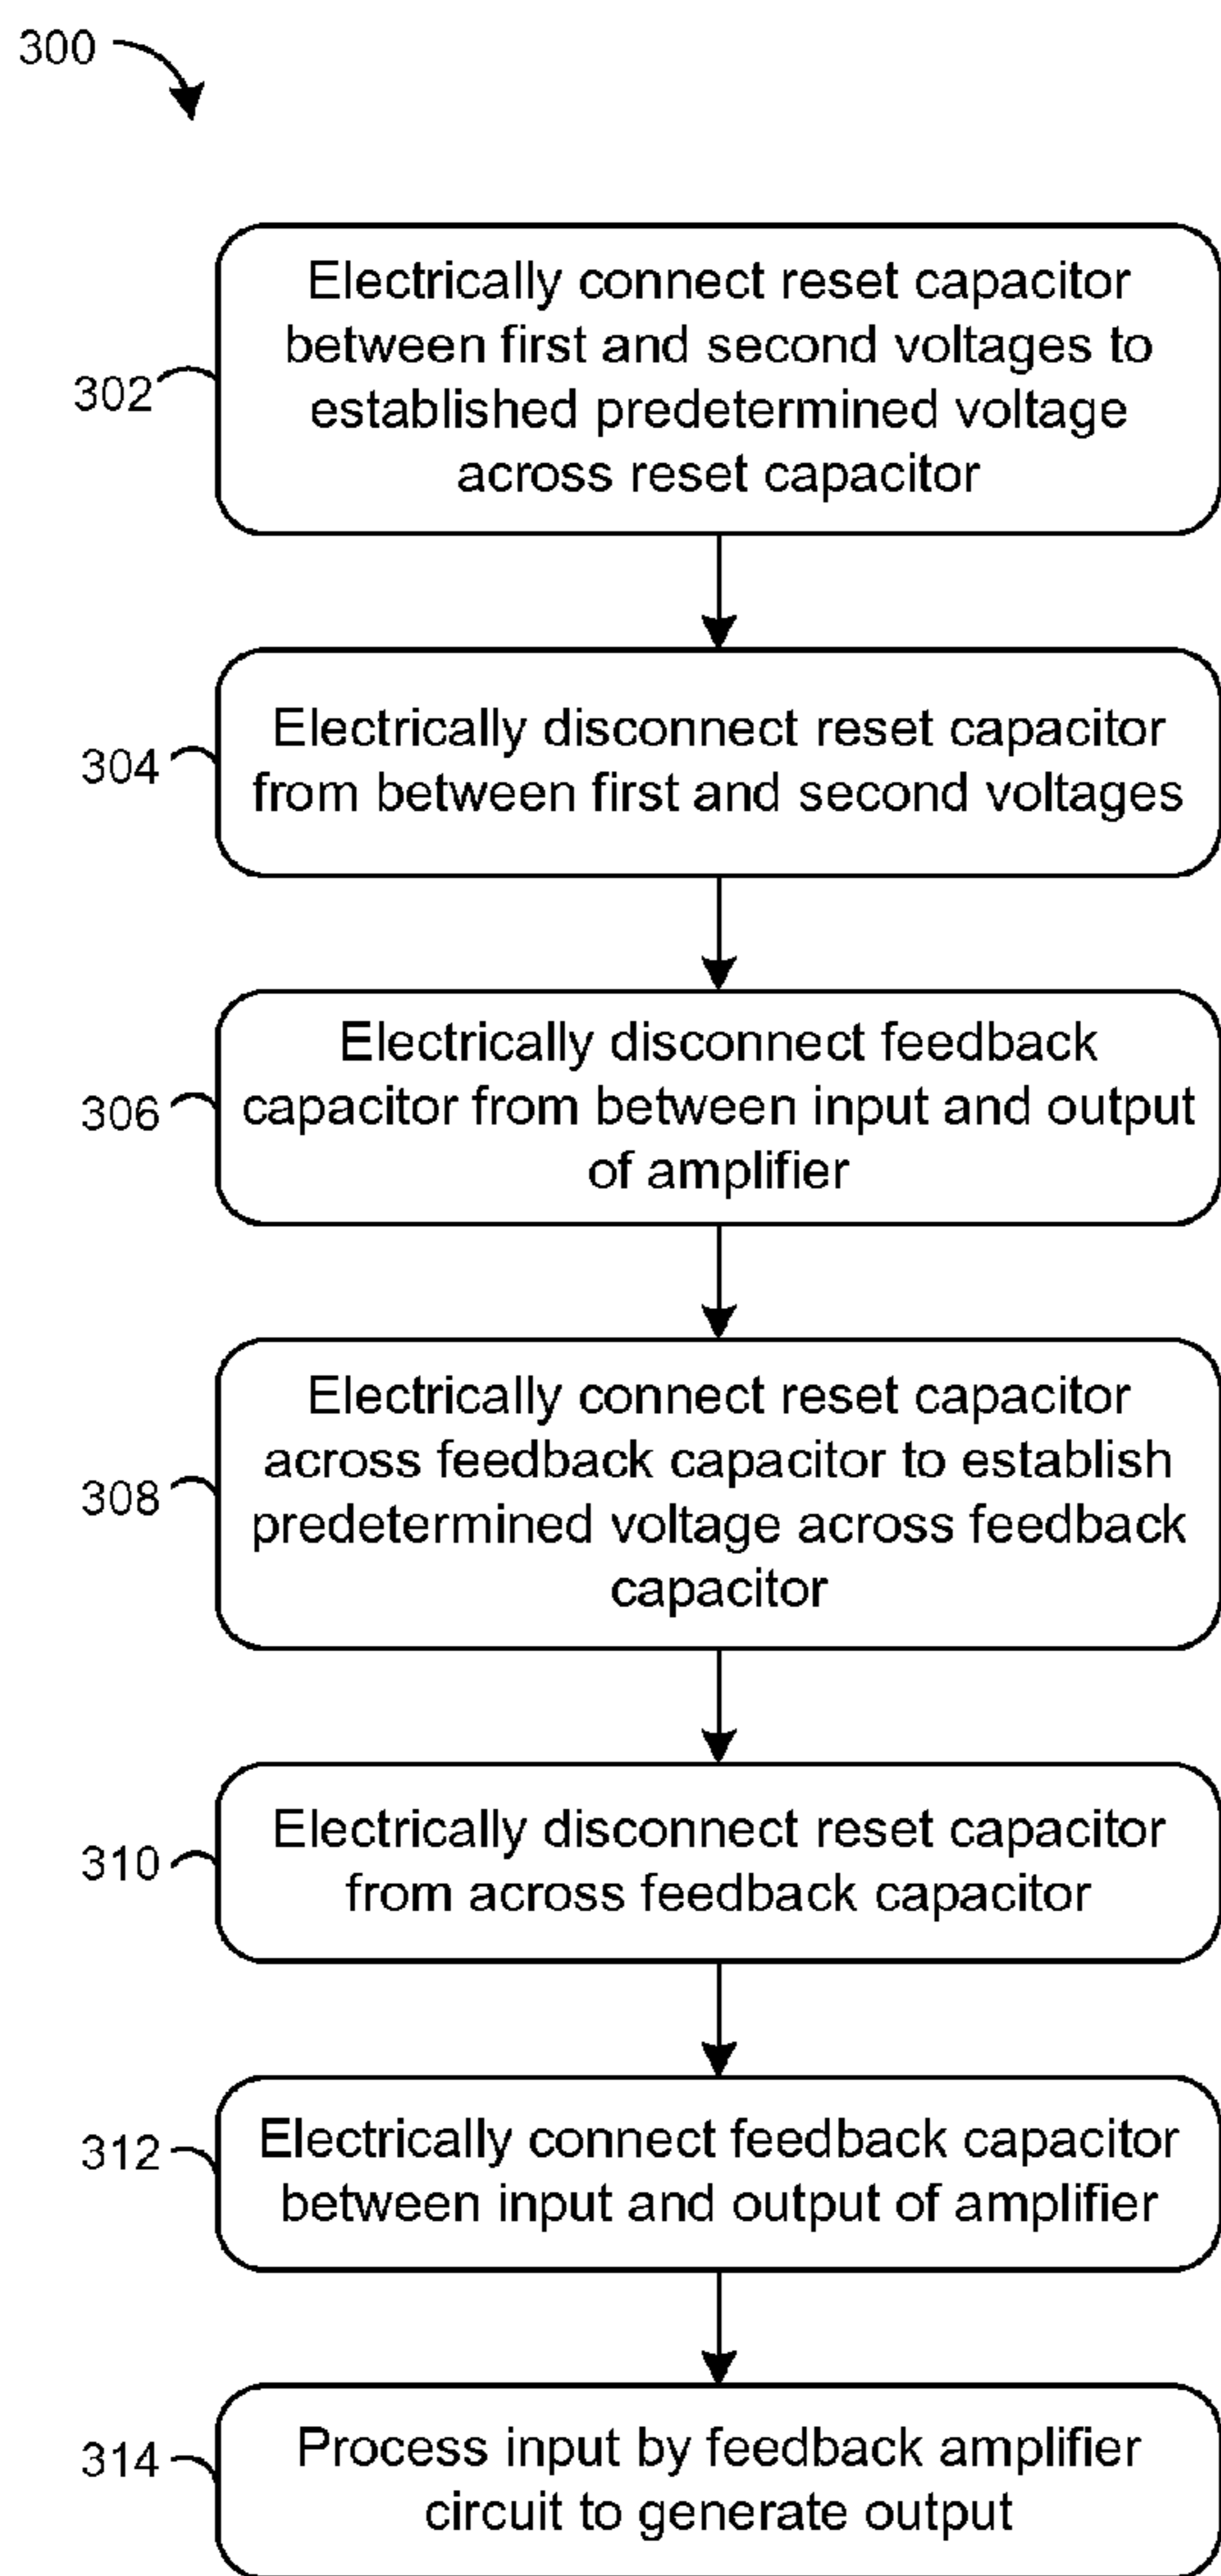 300
302
Electrically connect reset capacitor
between first and second voltages to
established predetermined voltage
across reset capacitor
304
Electrically disconnect reset capacitor
from between first and second voltages
306
Electrically disconnect feedback
capacitor from between input and output
of amplifier
308
Electrically connect reset capacitor
across feedback capacitor to establish
predetermined voltage across feedback
capacitor
310
Electrically disconnect reset capacitor
from across feedback capacitor
312
Electrically connect feedback capacitor
between input and output of amplifier
314
Process input by feedback amplifier
circuit to generate output